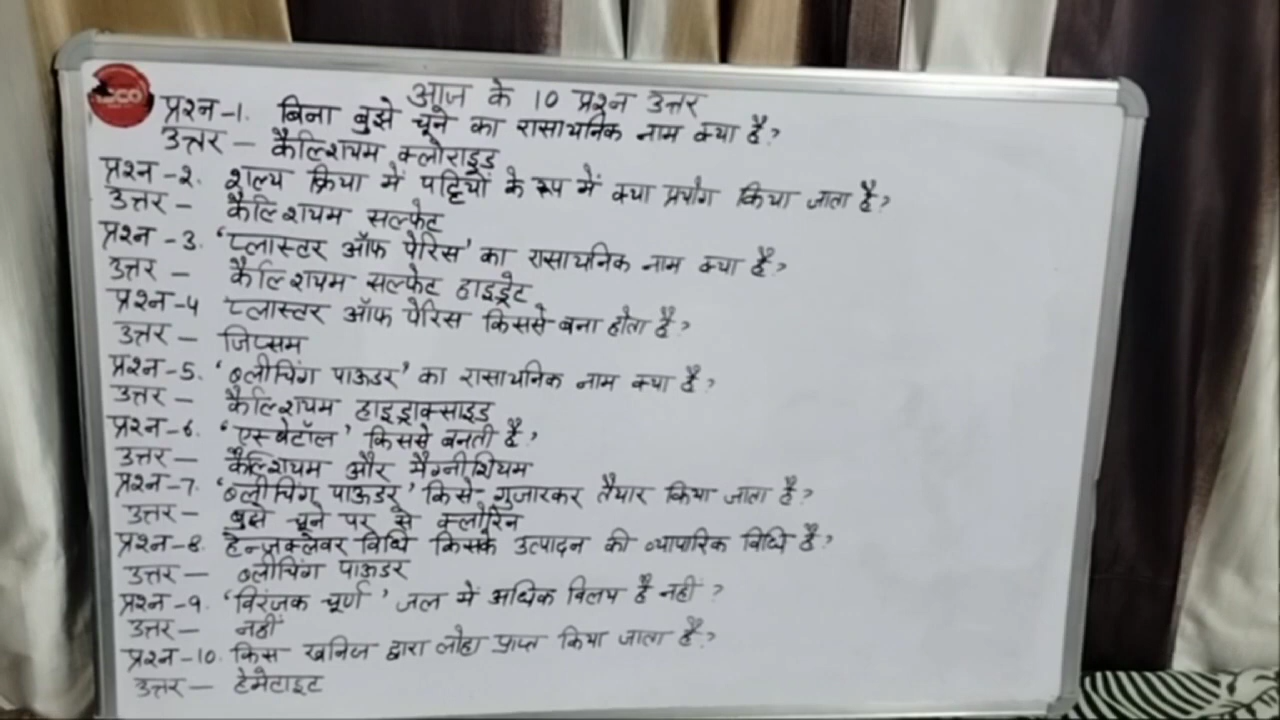 आज के 10 प्रश्न उत्तर
प्रश्न-1. बिना बुझे चूने का रासायनिक नाम क्या है?
उत्तर - कैल्शियम क्लोराइड
प्रश्न-२. शल्य क्रिया में पट्टियों के रूप में क्या प्रयोग किया जाता है?
उत्तर - कैल्शियम सल्फेट
प्रश्न-3. 'प्लास्टर ऑफ पेरिस' का रासायनिक नाम क्या है?
उत्तर - कैल्शियम सल्फेट हाइड्रेट
प्रश्न-4 प्लास्टर ऑफ पेरिस किससे बना होता है?
उत्तर - जिप्सम
प्रश्न-5. 'ब्लीचिंग पाऊडर' का रासायनिक नाम क्या है?
उत्तर - कैल्शियम हाइड्राक्साइड
प्रश्न-6. 'एस्बेटॉल' किससे बनती है?
उत्तर - कैल्शियम और मैग्नीशियम
प्रश्न-7. 'ब्लीचिंग पाऊडर' किसे- गुजारकर तैयार किया जाता है?
उत्तर - बुझे चूने पर से क्लोरिन
प्रश्न-8. हेन्जक्लेवर विधि किसके उत्पादन की व्यापारिक विधि है?
उत्तर - ब्लीचिंग पाऊडर
प्रश्न-9. 'विरंजक चूर्ण' जल में अधिक विलय है नहीं?
उत्तर - नहीं
प्रश्न-10. किस खनिज द्वारा लोहा प्राप्त किया जाता है?
उत्तर - हेमेटाइट